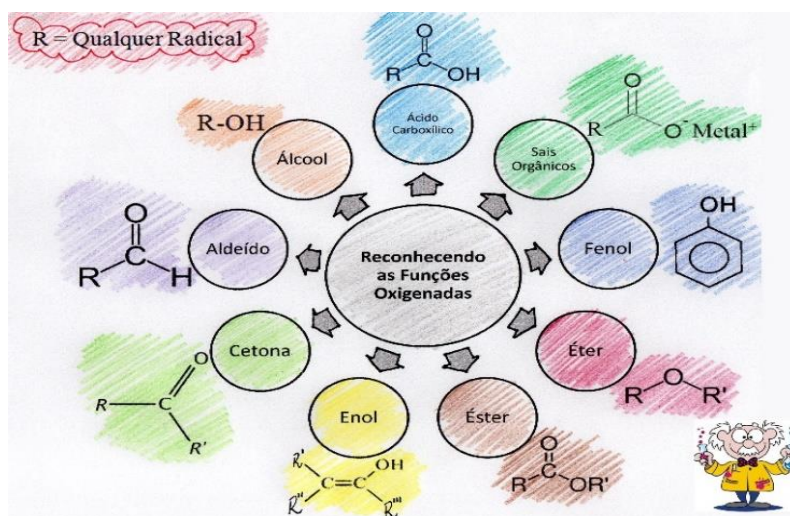 R = Qualquer Radical
O
R
OH
Ácido
Carboxílico
R-OH
Álcool
O
R
O⁻ Metal⁺
Sais
Orgânicos
O
C
R
H
Aldeído
Reconhecendo
as Funções
Oxigenadas
Fenol
OH
Cetona
O
R
C
R'
Éter
R
O
R'
Enol
R'
OH
C=C
R''
R'''
Éster
O
R
C
OR'